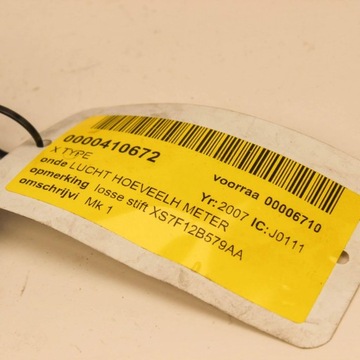 0000410672
voorraa 00006710
X TYPE
Yr: 2007 IC: J0111
onde LUCHT HOEVEELH METER
opmerking losse stift XS7F12B579AA
omschrijvi Mk 1